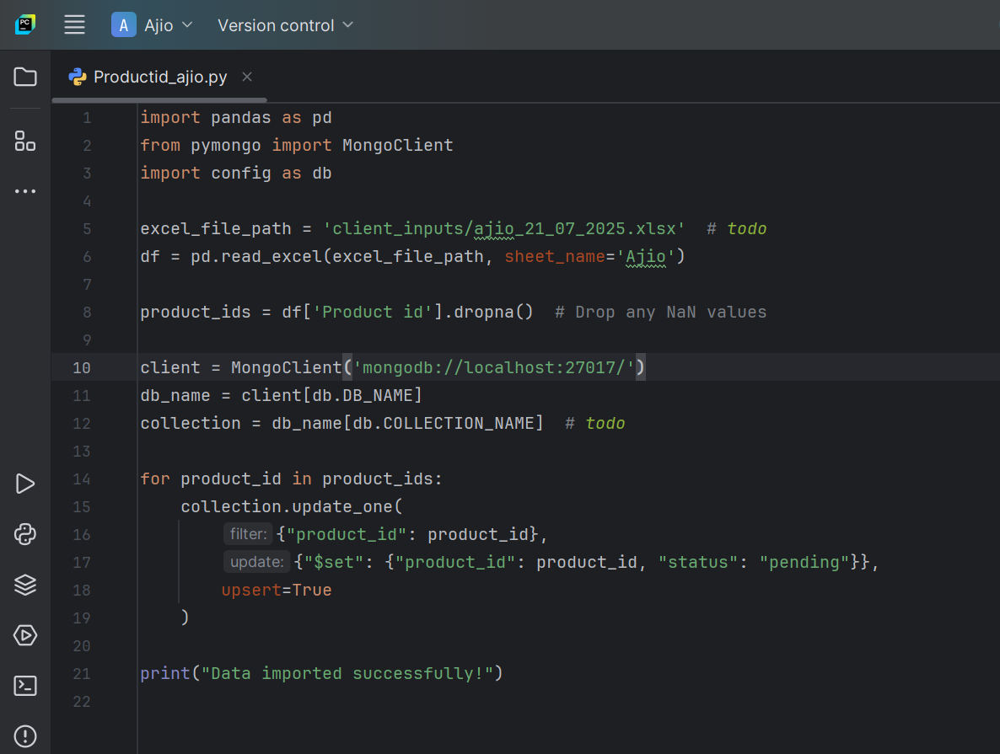 PC
A Ajio Version control
Productid_ajio.py
1 import pandas as pd
2 from pymongo import MongoClient
3 import config as db
4
5 excel_file_path = 'client_inputs/ajio_21_07_2025.xlsx'  # todo
6 df = pd.read_excel(excel_file_path, sheet_name='Ajio')
7
8 product_ids = df['Product id'].dropna()  # Drop any NaN values
9
10 client = MongoClient('mongodb://localhost:27017/')
11 db_name = client[db.DB_NAME]
12 collection = db_name[db.COLLECTION_NAME]  # todo
13
14 for product_id in product_ids:
15     collection.update_one(
16         filter: {"product_id": product_id},
17         update: {"$set": {"product_id": product_id, "status": "pending"}},
18         upsert=True
19     )
20
21 print("Data imported successfully!")
22